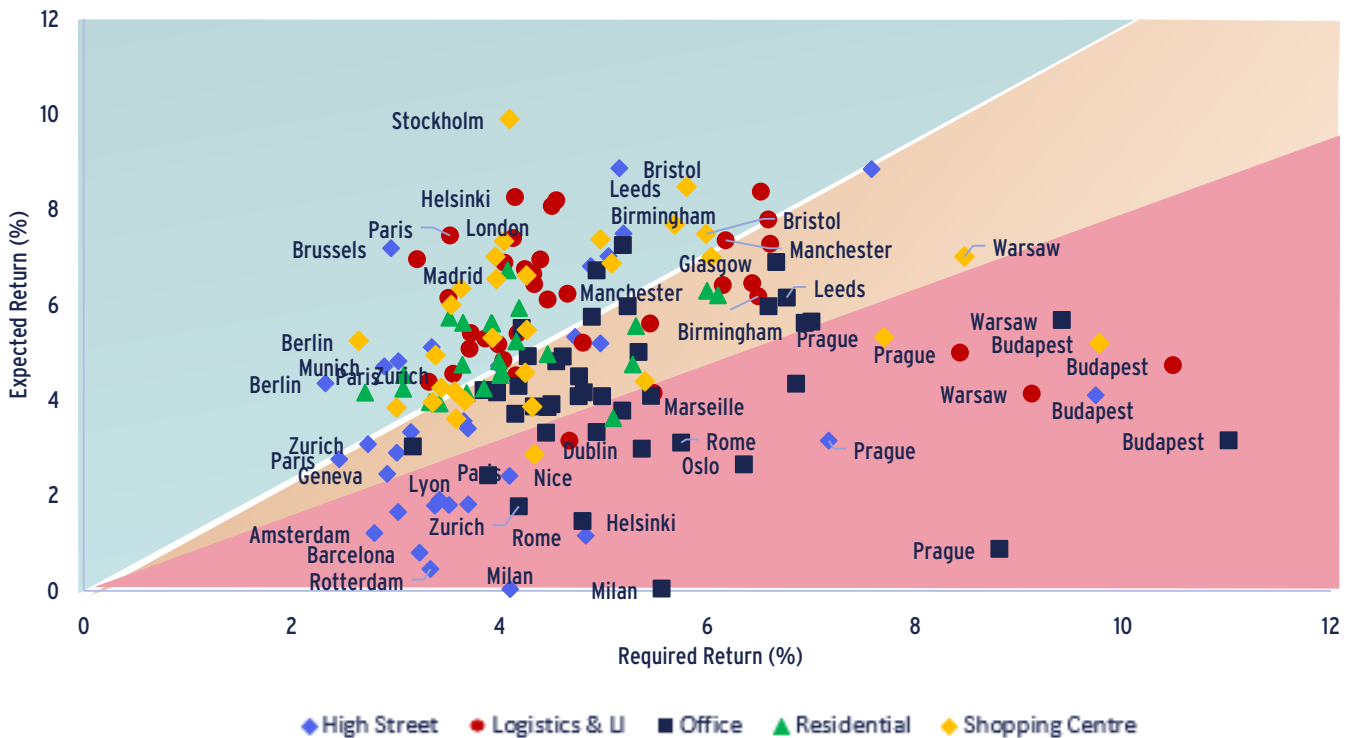 12
10
8
6
4
2
0
Expected Return (%)
Stockholm
Bristol
Helsinki
Leeds
Paris
London
Birmingham
Bristol
Brussels
Manchester
Warsaw
Madrid
Glasgow
Manchester
Leeds
Birmingham
Prague
Warsaw
Berlin
Prague
Budapest
Munich
Budapest
Berlin
Paris
Zurich
Warsaw
Marseille
Budapest
Zurich
Dublin
Rome
Prague
Budapest
Paris
Oslo
Geneva
Lyon
Paris
Nice
Amsterdam
Zurich
Rome
Helsinki
Barcelona
Prague
Rotterdam
Milan
Milan
0 2 4 6 8 10 12
Required Return (%)
High Street Logistics & LI Office Residential Shopping Centre